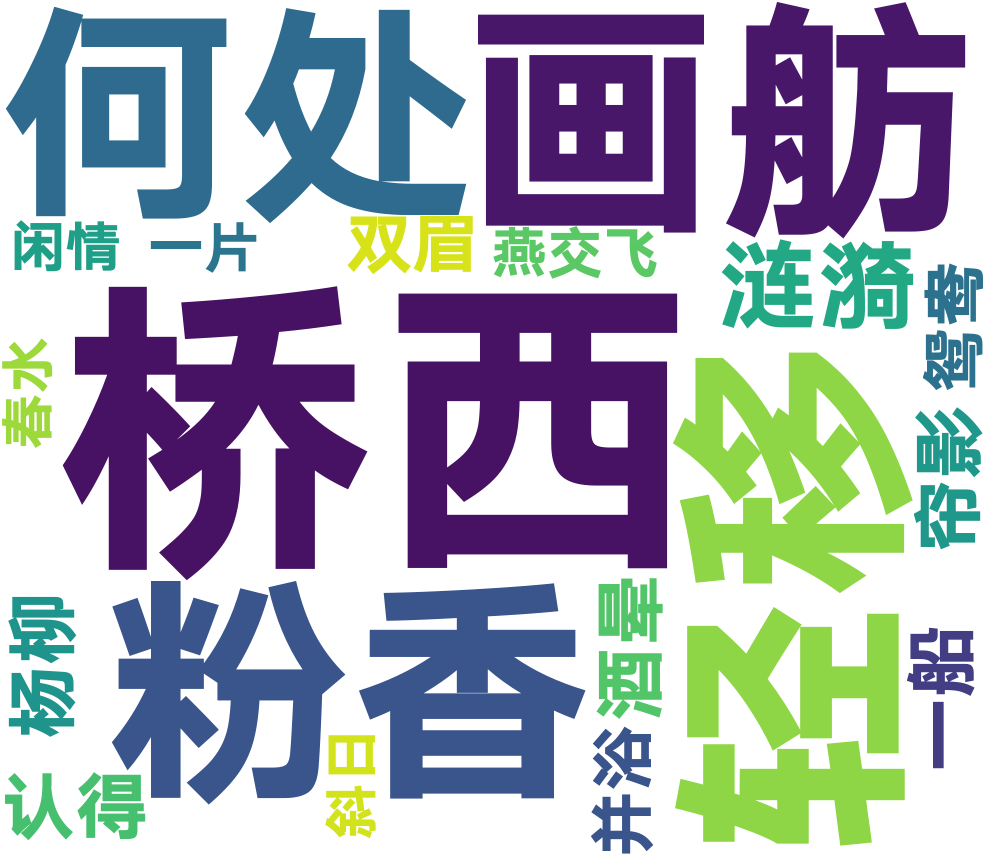 何处
画舫
闲情
一片
双眉
燕交飞
涟漪
鸳鸯
桥西
春水
轻移
帘影
粉香
酒晕
杨柳
一船
斜日
并浴
认得